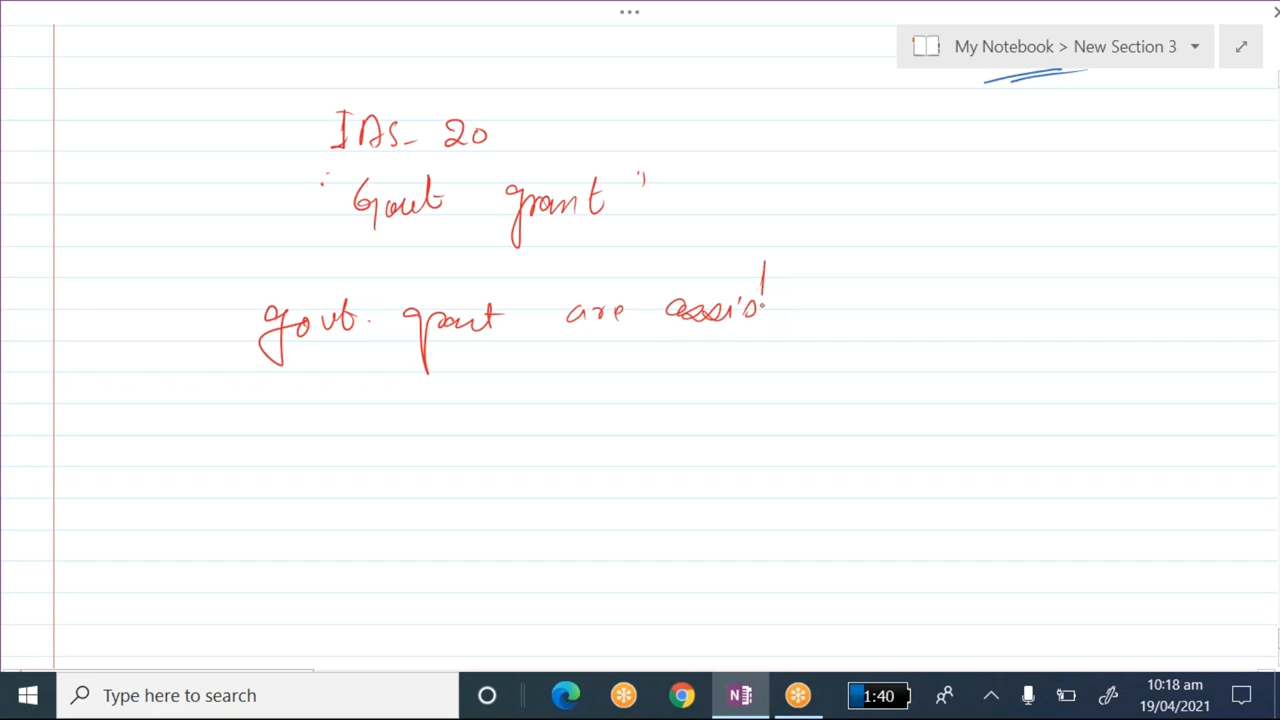 My Notebook > New Section 3
IAS- 20
"Govt grant"
govt. grant are assis
Type here to search
1:40
10:18 am
19/04/2021